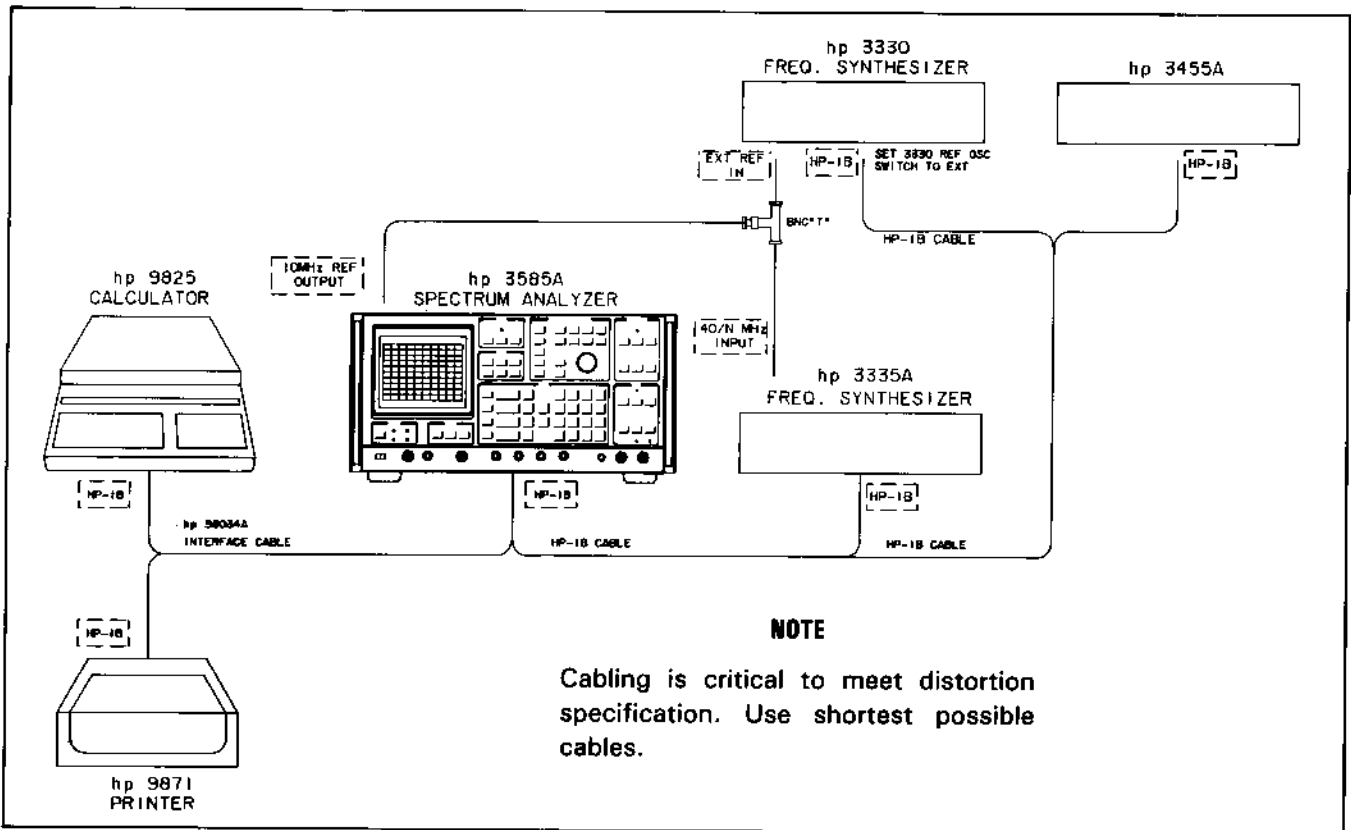 hp 3330
FREQ. SYNTHESIZER
hp 3455A
EXT REF
IN
HP-IB
SET 3330 REF OSC
SWITCH TO EXT
HP-IB
BNC"T"
HP-IB CABLE
10MHz REF
OUTPUT
hp 9825
CALCULATOR
hp 3585A
SPECTRUM ANALYZER
40/N MHz
INPUT
hp 3335A
FREQ. SYNTHESIZER
HP-IB
HP-IB
HP-IB
hp 98034A
INTERFACE CABLE
HP-IB CABLE
HP-IB CABLE
HP-IB
NOTE
Cabling is critical to meet distortion
specification. Use shortest possible
cables.
hp 9871
PRINTER